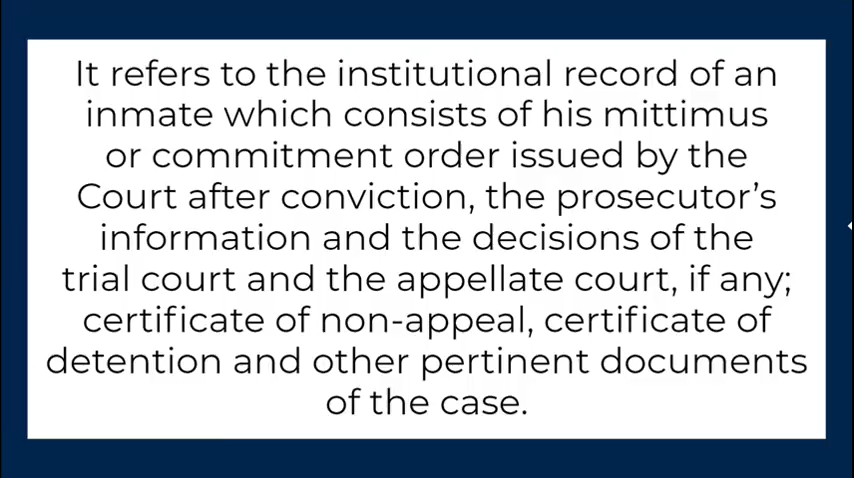 It refers to the institutional record of an
inmate which consists of his mittimus
or commitment order issued by the
Court after conviction, the prosecutor’s
information and the decisions of the
trial court and the appellate court, if any;
certificate of non-appeal, certificate of
detention and other pertinent documents
of the case.